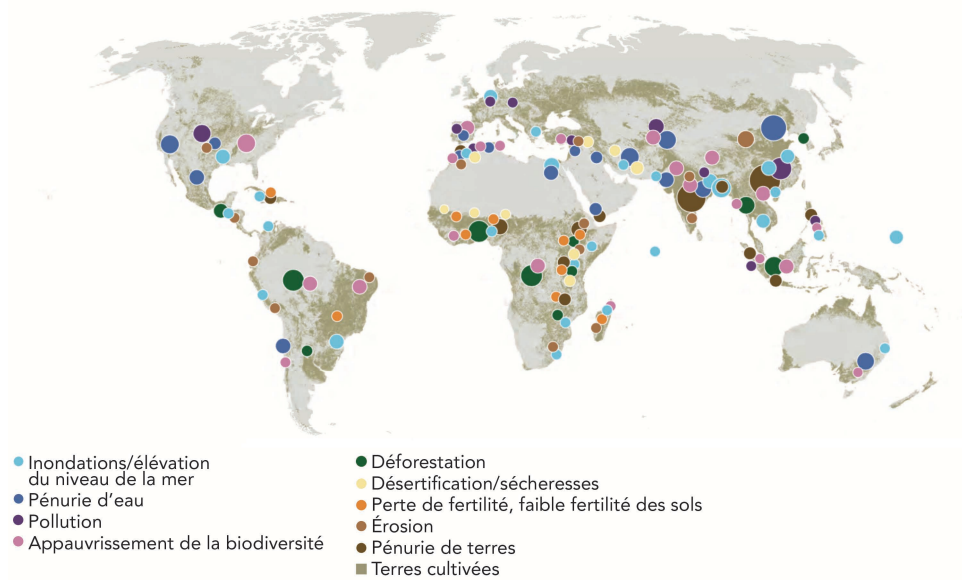 Inondations/élévation
du niveau de la mer
Pénurie d'eau
Pollution
Appauvrissement de la biodiversité
Déforestation
Désertification/sécheresses
Perte de fertilité, faible fertilité des sols
Érosion
Pénurie de terres
Terres cultivées